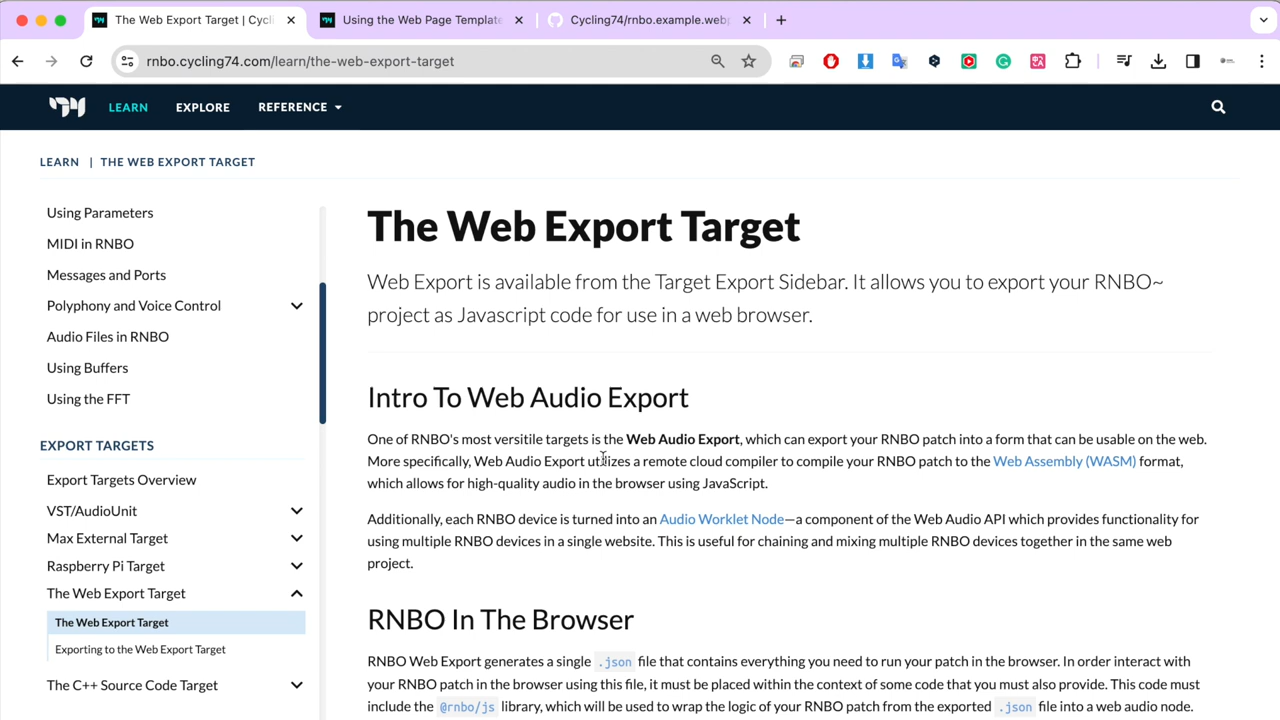 The Web Export Target | Cycli
Using the Web Page Template
Cycling74/rnbo.example.webp
rnbo.cycling74.com/learn/the-web-export-target
LEARN
EXPLORE
REFERENCE
LEARN | THE WEB EXPORT TARGET
Using Parameters
MIDI in RNBO
Messages and Ports
Polyphony and Voice Control
Audio Files in RNBO
Using Buffers
Using the FFT
EXPORT TARGETS
Export Targets Overview
VST/AudioUnit
Max External Target
Raspberry Pi Target
The Web Export Target
The Web Export Target
Exporting to the Web Export Target
The C++ Source Code Target
The Web Export Target
Web Export is available from the Target Export Sidebar. It allows you to export your RNBO~
project as Javascript code for use in a web browser.
Intro To Web Audio Export
One of RNBO's most versitile targets is the Web Audio Export, which can export your RNBO patch into a form that can be usable on the web.
More specifically, Web Audio Export utilizes a remote cloud compiler to compile your RNBO patch to the Web Assembly (WASM) format,
which allows for high-quality audio in the browser using JavaScript.
Additionally, each RNBO device is turned into an Audio Worklet Node—a component of the Web Audio API which provides functionality for
using multiple RNBO devices in a single website. This is useful for chaining and mixing multiple RNBO devices together in the same web
project.
RNBO In The Browser
RNBO Web Export generates a single .json file that contains everything you need to run your patch in the browser. In order interact with
your RNBO patch in the browser using this file, it must be placed within the context of some code that you must also provide. This code must
include the @rnbo/js library, which will be used to wrap the logic of your RNBO patch from the exported .json file into a web audio node.